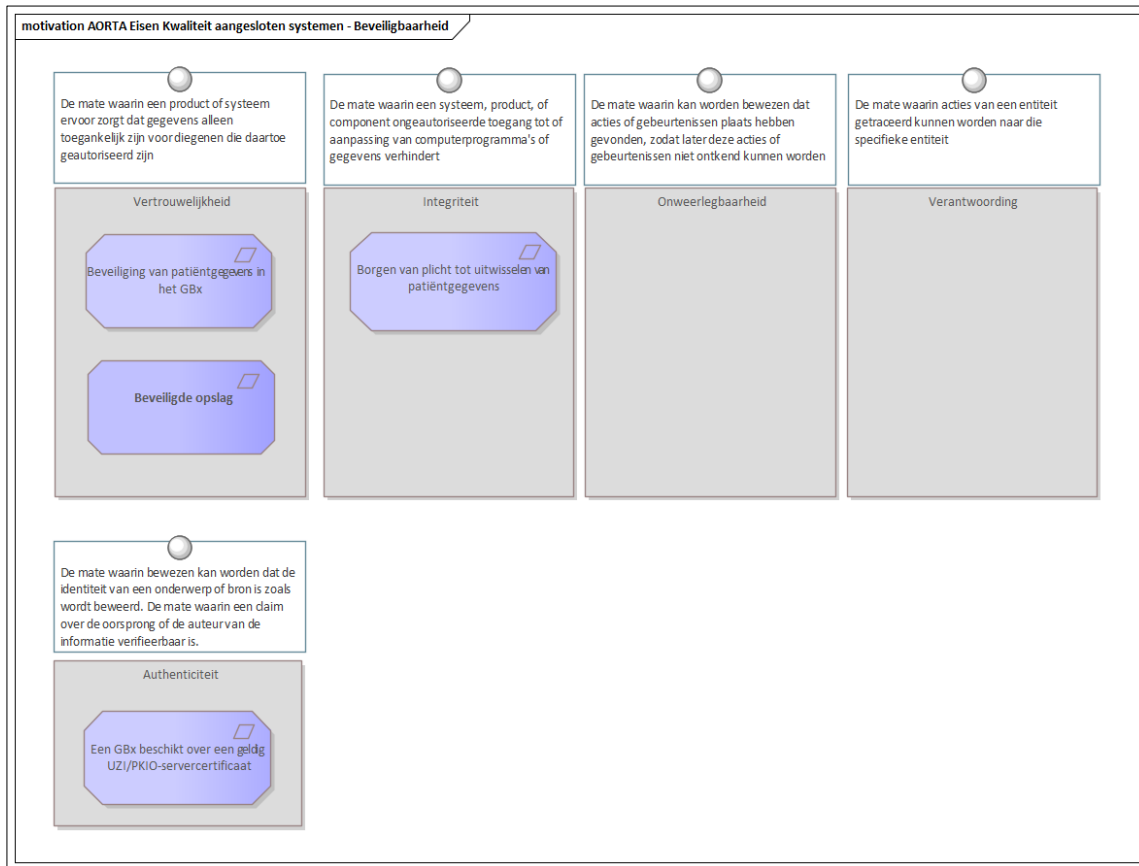 motivation AORTA Eisen Kwaliteit aangesloten systemen - Beveiligbaarheid
De mate waarin een product of systeem
ervoor zorgt dat gegevens alleen
toegankelijk zijn voor diegenen die daartoe
geautoriseerd zijn
Vertrouwelijkheid
Beveiliging van patiëntgegevens in
het GBx
Beveiligde opslag
De mate waarin een systeem, product, of
component ongeautoriseerde toegang tot of
aanpassing van computerprogramma's of
gegevens verhindert
Integriteit
Borgen van plicht tot uitwisselen van
patiëntgegevens
De mate waarin kan worden bewezen dat
acties of gebeurtenissen plaats hebben
gevonden, zodat later deze acties of
gebeurtenissen niet ontkend kunnen worden
Onweerlegbaarheid
De mate waarin acties van een entiteit
getraceerd kunnen worden naar die
specifieke entiteit
Verantwoording
De mate waarin bewezen kan worden dat de
identiteit van een onderwerp of bron is zoals
wordt beweerd. De mate waarin een claim
over de oorsprong of de auteur van de
informatie verifieerbaar is.
Authenticiteit
Een GBx beschikt over een geldig
UZI/PKIO-servercertificaat